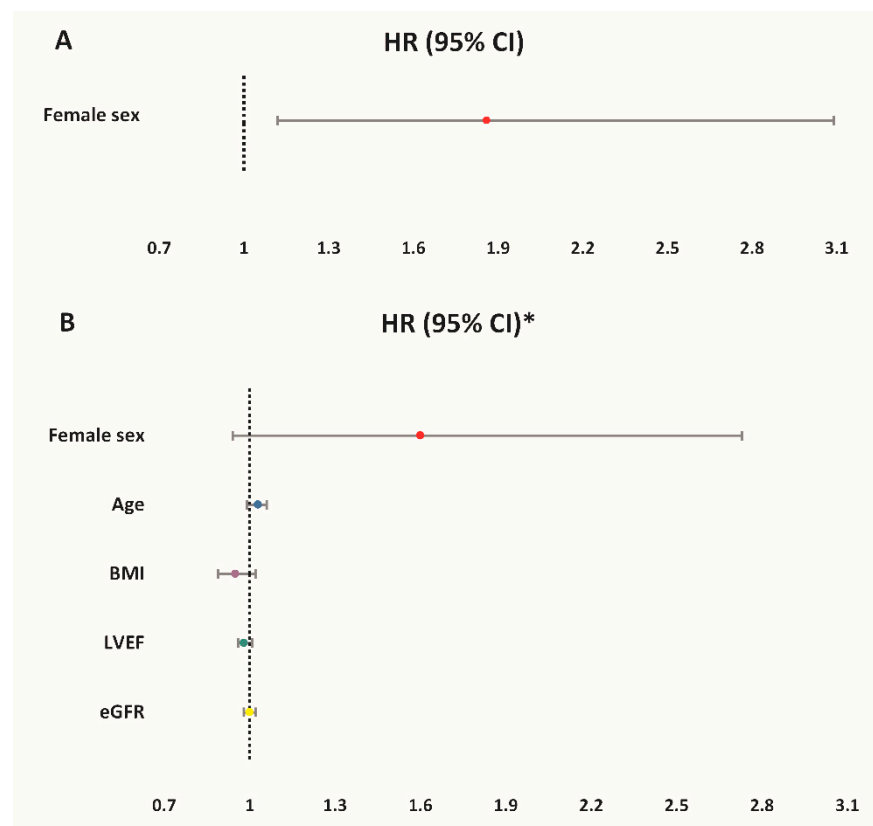 A
HR (95% CI)
Female sex
0.7 1 1.3 1.6 1.9 2.2 2.5 2.8 3.1
B
HR (95% CI)*
Female sex
Age
BMI
LVEF
eGFR
0.7 1 1.3 1.6 1.9 2.2 2.5 2.8 3.1